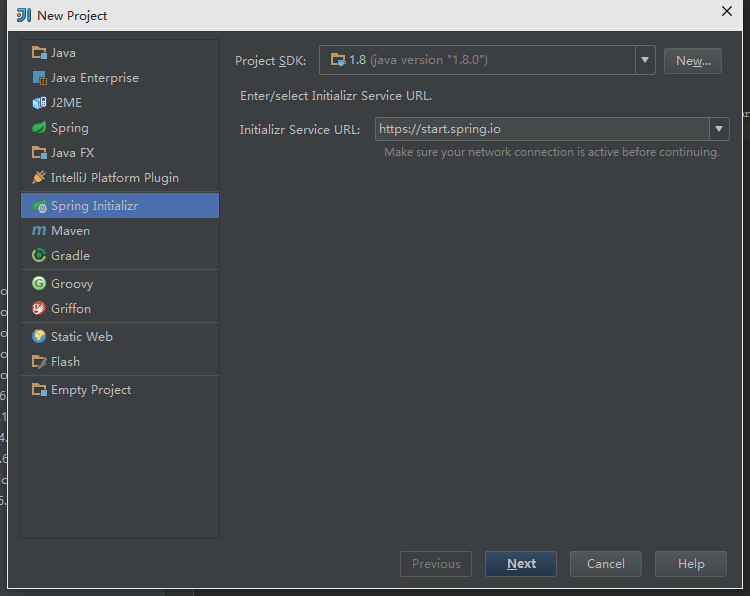 New Project
Java
Java Enterprise
J2ME
Spring
Java FX
IntelliJ Platform Plugin
Spring Initializr
Maven
Gradle
Groovy
Griffon
Static Web
Flash
Empty Project
Project SDK: 1.8 (java version "1.8.0") New...
Enter/select Initializr Service URL.
Initializr Service URL: https://start.spring.io
Make sure your network connection is active before continuing.
Previous Next Cancel Help